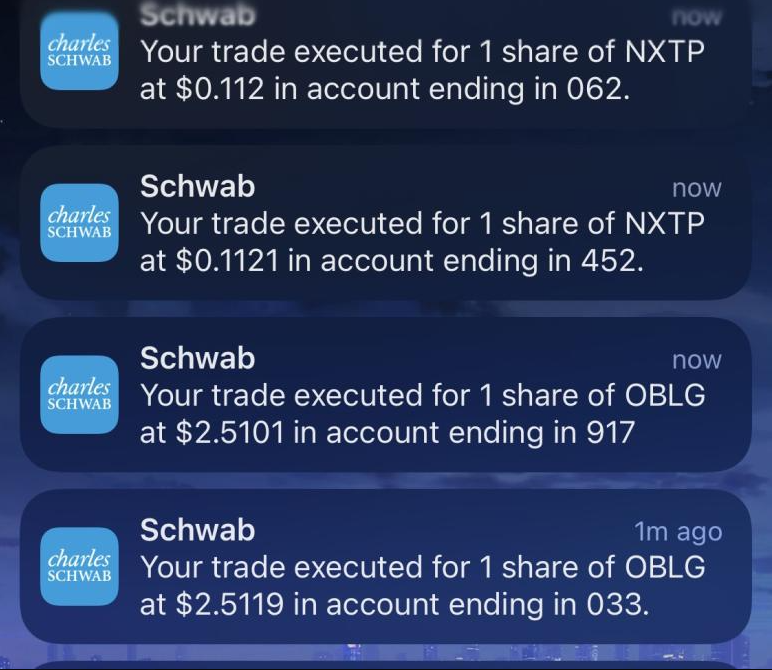 Schwab
now
charles
SCHWAB
Your trade executed for 1 share of NXTP
at $0.112 in account ending in 062.
Schwab
now
charles
SCHWAB
Your trade executed for 1 share of NXTP
at $0.1121 in account ending in 452.
Schwab
now
charles
SCHWAB
Your trade executed for 1 share of OBLG
at $2.5101 in account ending in 917
Schwab
1m ago
charles
SCHWAB
Your trade executed for 1 share of OBLG
at $2.5119 in account ending in 033.